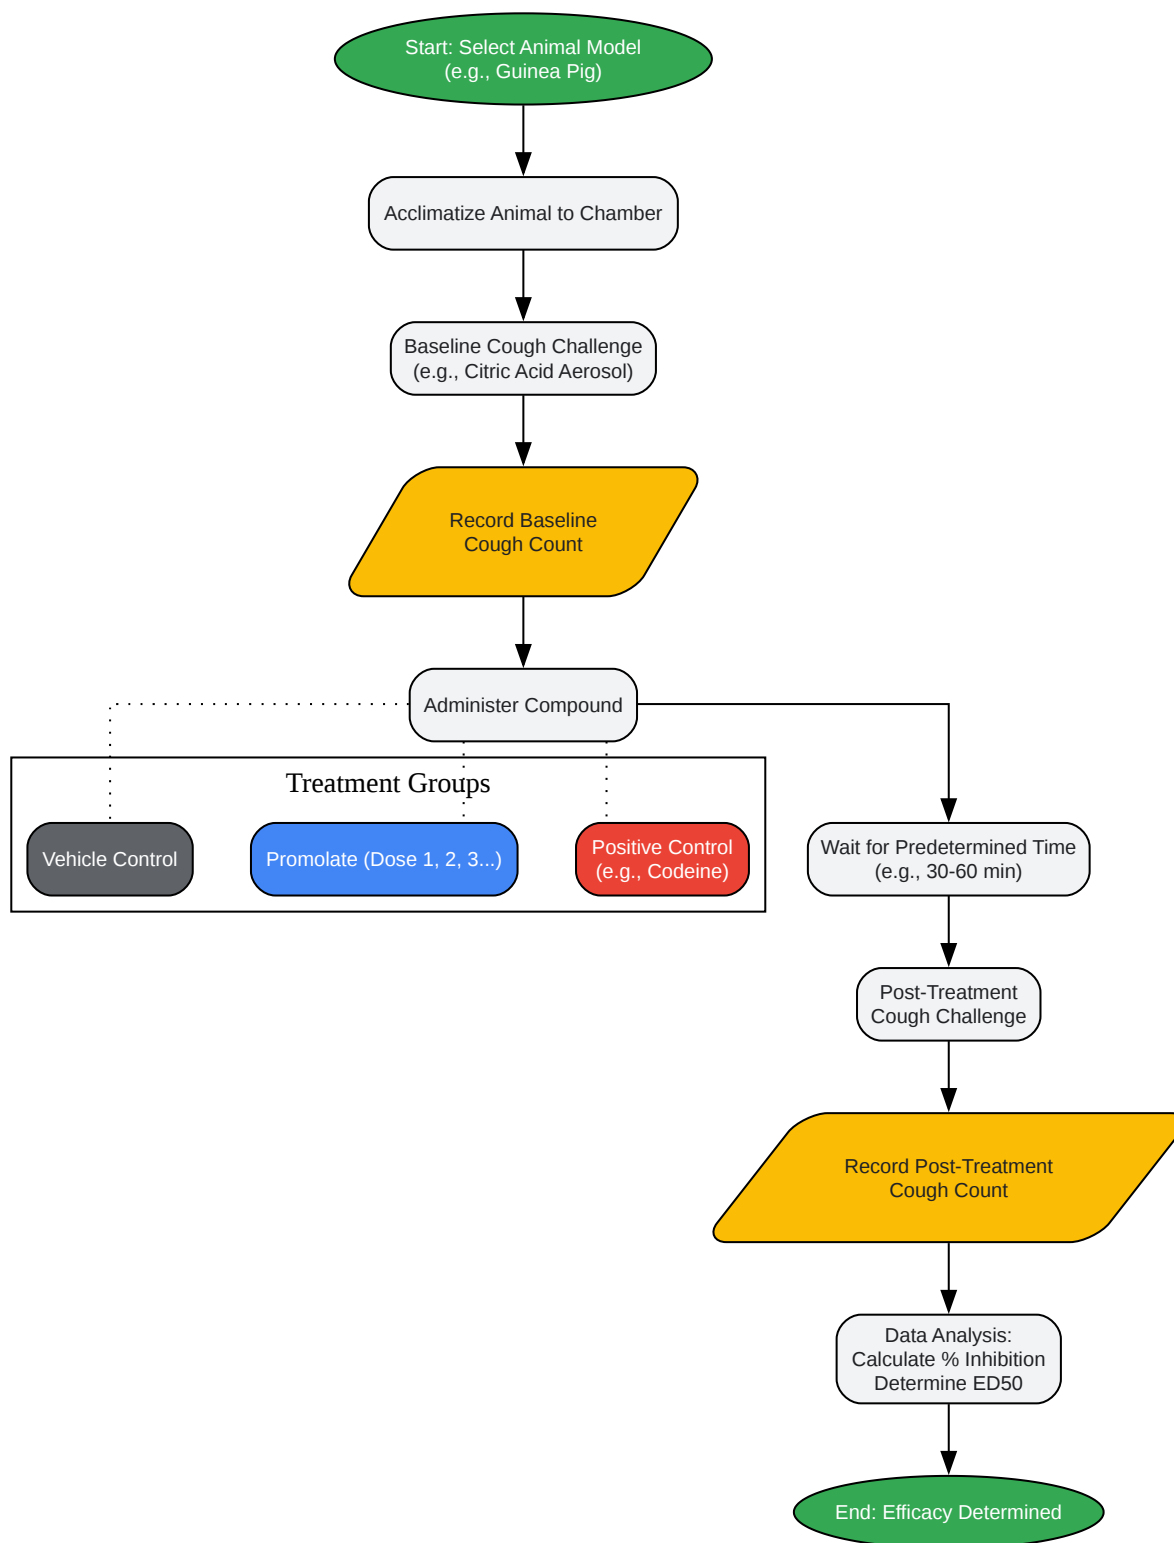 Start: Select Animal Model
(e.g., Guinea Pig)
Acclimatize Animal to Chamber
Baseline Cough Challenge
(e.g., Citric Acid Aerosol)
Record Baseline
Cough Count
Administer Compound
Treatment Groups
Vehicle Control
Promolate (Dose 1, 2, 3...)
Positive Control
(e.g., Codeine)
Wait for Predetermined Time
(e.g., 30-60 min)
Post-Treatment
Cough Challenge
Record Post-Treatment
Cough Count
Data Analysis:
Calculate % Inhibition
Determine ED50
End: Efficacy Determined